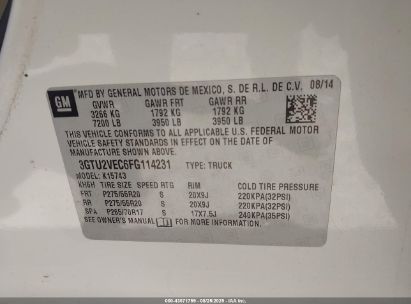 GM
MFD BY GENERAL MOTORS DE MEXICO, S. DE R.L. DE C.V. 08/14
GVWR GAWR FRT GAWR RR
3266 KG 1792 KG 1792 KG
7200 LB 3950 LB 3950 LB
THIS VEHICLE CONFORMS TO ALL APPLICABLE U.S. FEDERAL MOTOR
VEHICLE SAFETY STANDARDS IN EFFECT ON THE DATE OF
MANUFACTURE SHOWN ABOVE.
3GTU2VEC6FG114231 TYPE: TRUCK
MODEL: K15743
TIRE SIZE SPEED RTG RIM COLD TIRE PRESSURE
FRT P275/55R20 S 20X9J 220KPA(32PSI)
RR P275/55R20 S 20X9J 220KPA(32PSI)
SPA P265/70R17 S 17X7.5J 240KPA(35PSI)
SEE OWNER'S MANUAL FOR MORE INFORMATION.